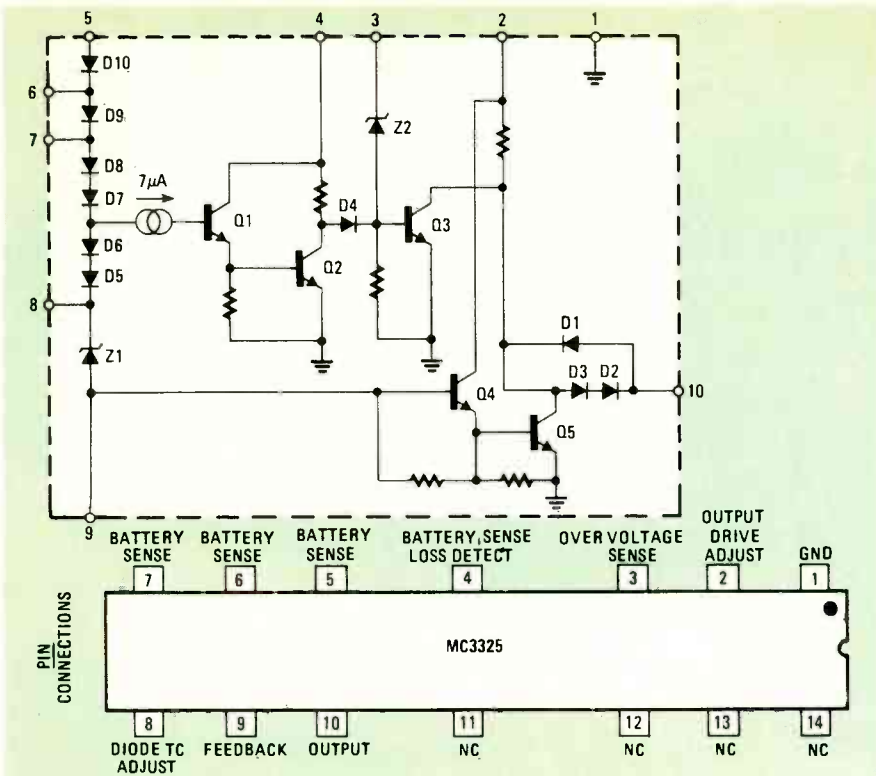 5 4 3 2 1
D10
6
D9
Z2
7
D8
7µA D4
D7
Q1 Q3
D6
Q2
D5
8
D1
Z1
D3 D2
Q4 10
Q5
9
BATTERY SENSE BATTERY SENSE BATTERY SENSE BATTERY, SENSE LOSS DETECT OVER VOLTAGE SENSE OUTPUT DRIVE ADJUST GND
7 6 5 4 3 2 1
PIN CONNECTIONS
MC3325
8 9 10 11 12 13 14
DIODE TC ADJUST FEEDBACK OUTPUT NC NC NC NC